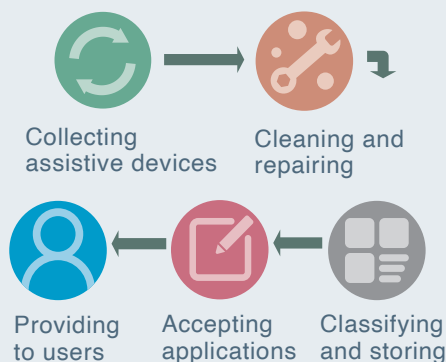 Collecting
assistive devices
Cleaning and
repairing
Classifying
and storing
Accepting
applications
Providing
to users